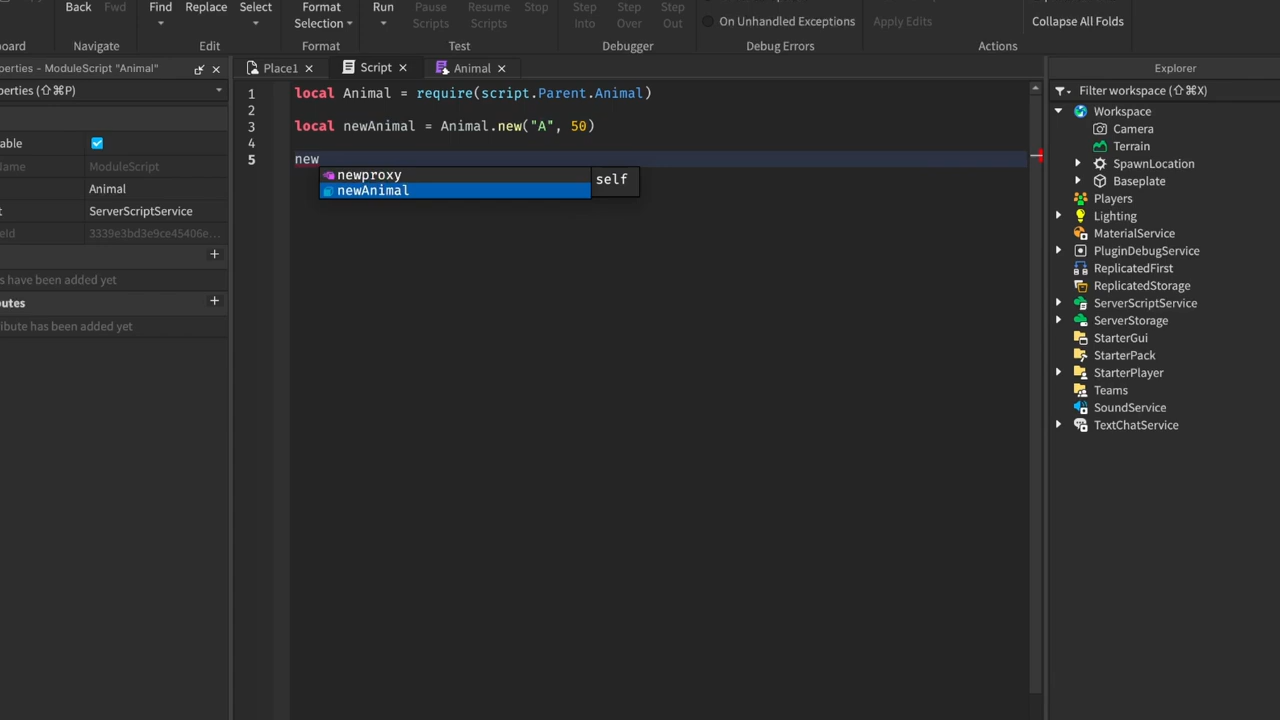 Back Fwd Find Replace Select Format Selection Run Pause Scripts Resume Scripts Stop Step Into Step Over Step Out On Unhandled Exceptions Apply Edits Collapse All Folds
oard Navigate Edit Format Test Debugger Debug Errors Actions
erties - ModuleScript "Animal"
Place1
Script
Animal
Explorer
erties (⇧⌘P)
Filter workspace (⇧⌘X)
able
Name ModuleScript
Animal
t ServerScriptService
eId 3339e3bd3e9ce45406e...
s have been added yet
butes
ibute has been added yet
1 local Animal = require(script.Parent.Animal)
2
3 local newAnimal = Animal.new("A", 50)
4
5 new
newproxy
newAnimal
self
Workspace
Camera
Terrain
SpawnLocation
Baseplate
Players
Lighting
MaterialService
PluginDebugService
ReplicatedFirst
ReplicatedStorage
ServerScriptService
ServerStorage
StarterGui
StarterPack
StarterPlayer
Teams
SoundService
TextChatService